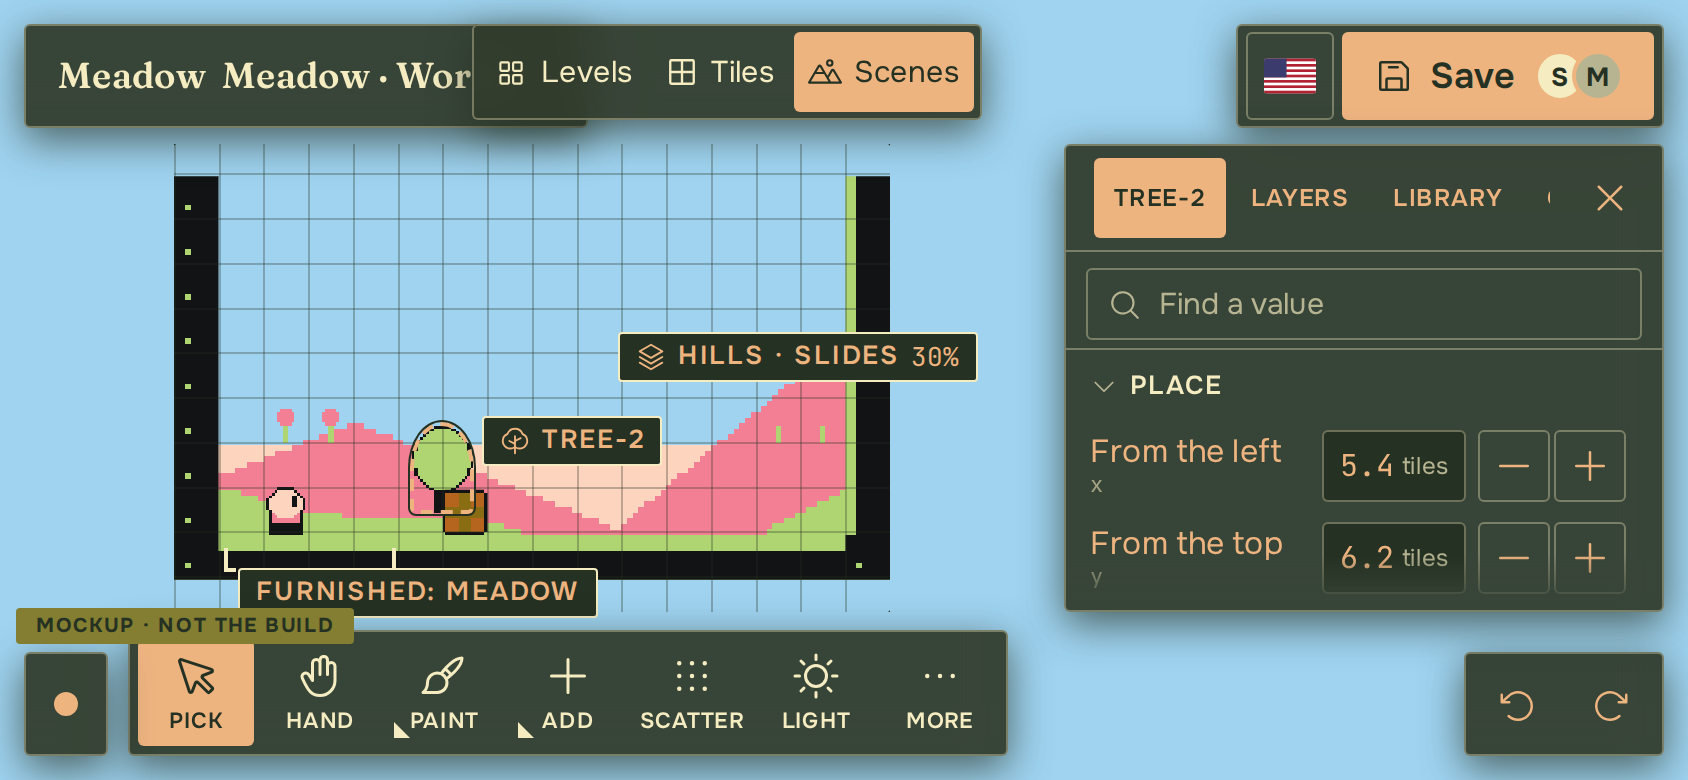 Meadow Meadow · Wor
Levels
Tiles
Scenes
Save
S
M
TREE-2
LAYERS
LIBRARY
Find a value
PLACE
From the left
x
5.4 tiles
From the top
y
6.2 tiles
HILLS · SLIDES 30%
TREE-2
FURNISHED: MEADOW
MOCKUP · NOT THE BUILD
PICK
HAND
PAINT
ADD
SCATTER
LIGHT
MORE